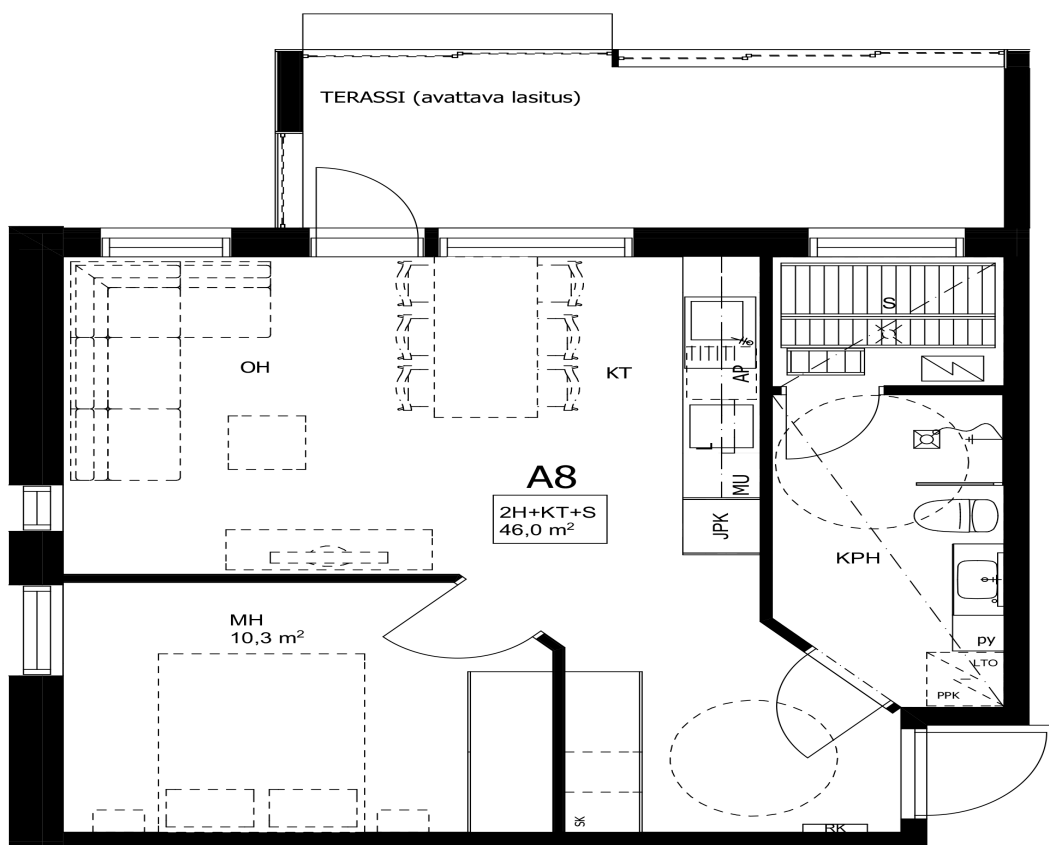 TERASSI (avattava lasitus)
S
OH
KT
AP
L
A8
MU
2H+KT+S
46,0 m²
JPK
KPH
MH
10,3 m²
py
LTO
PPK
SK
RK